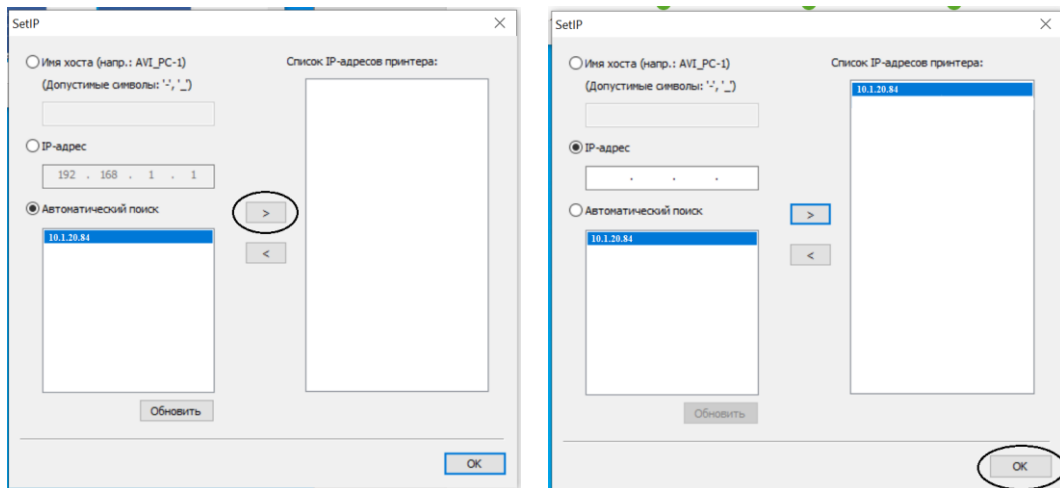 SetIP
Имя хоста (напр.: AVI_PC-1)
(Допустимые символы: '-', '_')
IP-адрес
192 . 168 . 1 . 1
Автоматический поиск
10.1.20.84
Обновить
>
<
Список IP-адресов принтера:
OK
SetIP
Имя хоста (напр.: AVI_PC-1)
(Допустимые символы: '-', '_')
IP-адрес
. . .
Автоматический поиск
10.1.20.84
Обновить
>
<
Список IP-адресов принтера:
10.1.20.84
OK